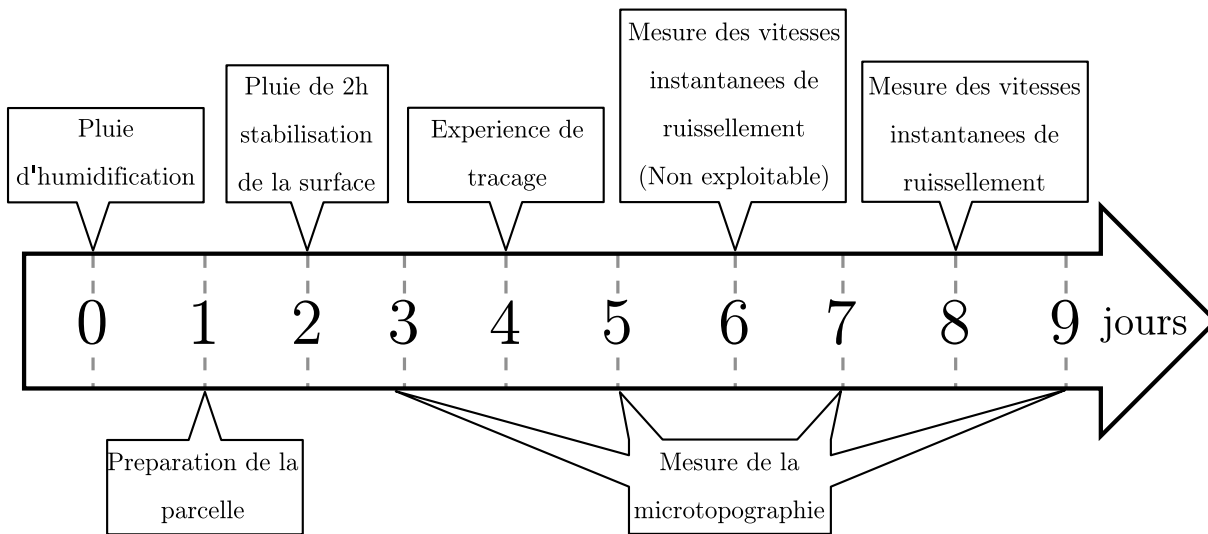 Pluie
d'humidification
Pluie de 2h
stabilisation
de la surface
Experience de
tracage
Mesure des vitesses
instantanees de
ruissellement
(Non exploitable)
Mesure des vitesses
instantanees de
ruissellement
0 1 2 3 4 5 6 7 8 9 jours
Preparation de la
parcelle
Mesure de la
microtopographie